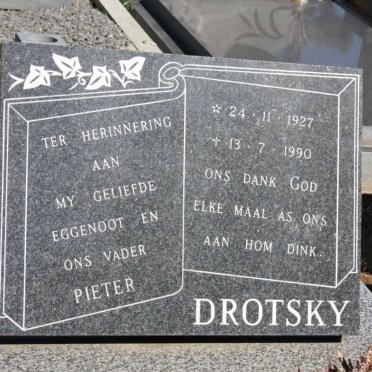 TER HERINNERING
AAN
MY GELIEFDE
EGGENOOT EN
ONS VADER
PIETER
☆ 24 · 11 · 1927
✝ 13 · 7 · 1990
ONS DANK GOD
ELKE MAAL AS ONS
AAN HOM DINK..
DROTSKY